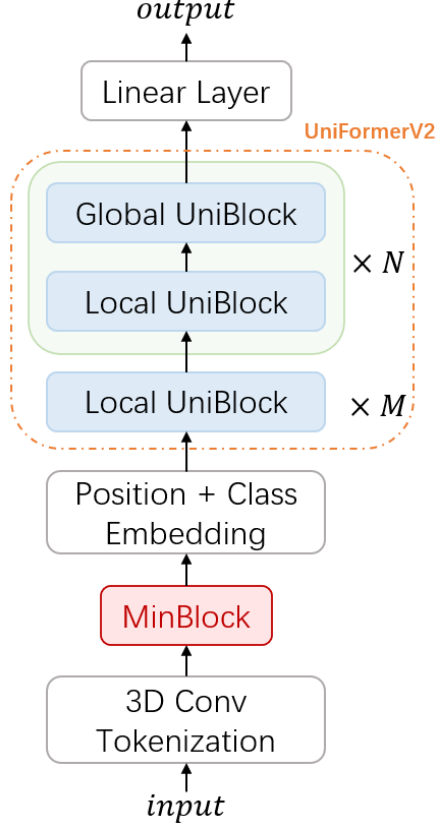 output
Linear Layer
UniFormerV2
Global UniBlock
× N
Local UniBlock
Local UniBlock
× M
Position + Class
Embedding
MinBlock
3D Conv
Tokenization
input